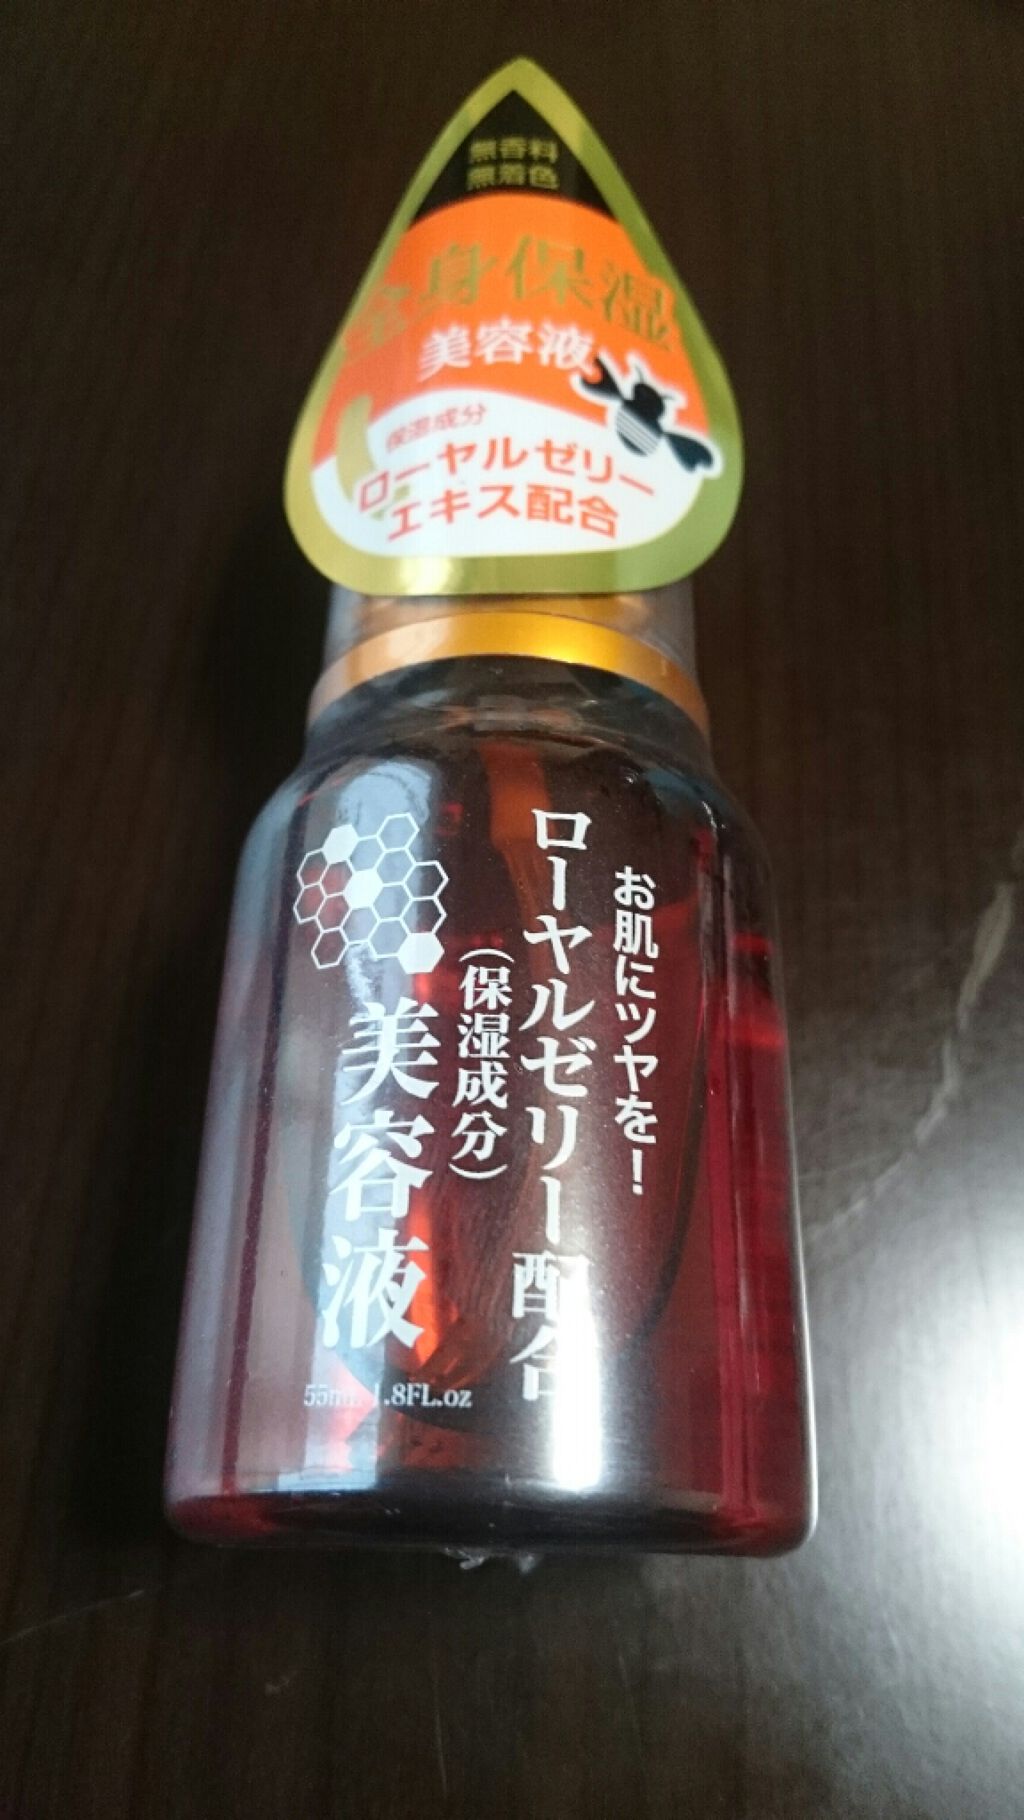 無香料
無着色
全身保湿
美容液
保湿成分
ローヤルゼリー
エキス配合
お肌にツヤを!
ローヤルゼリー配合
(保湿成分)
美容液
55mL 1.8FL.oz